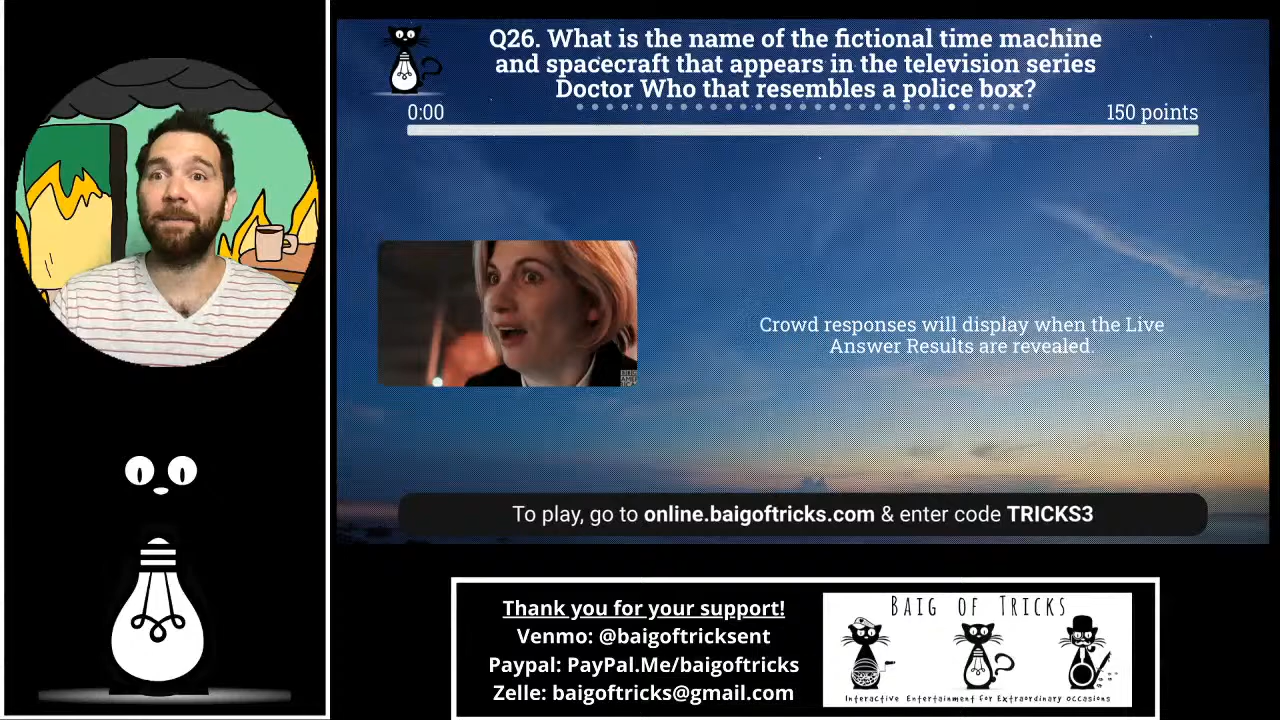 Q26. What is the name of the fictional time machine
and spacecraft that appears in the television series
Doctor Who that resembles a police box?
0:00
150 points
Crowd responses will display when the Live
Answer Results are revealed.
To play, go to online.baigoftricks.com & enter code TRICKS3
Thank you for your support!
Venmo: @baigoftricksent
Paypal: PayPal.Me/baigoftricks
Zelle: baigoftricks@gmail.com
BAIG OF TRICKS
Interactive Entertainment for Extraordinary Occasions